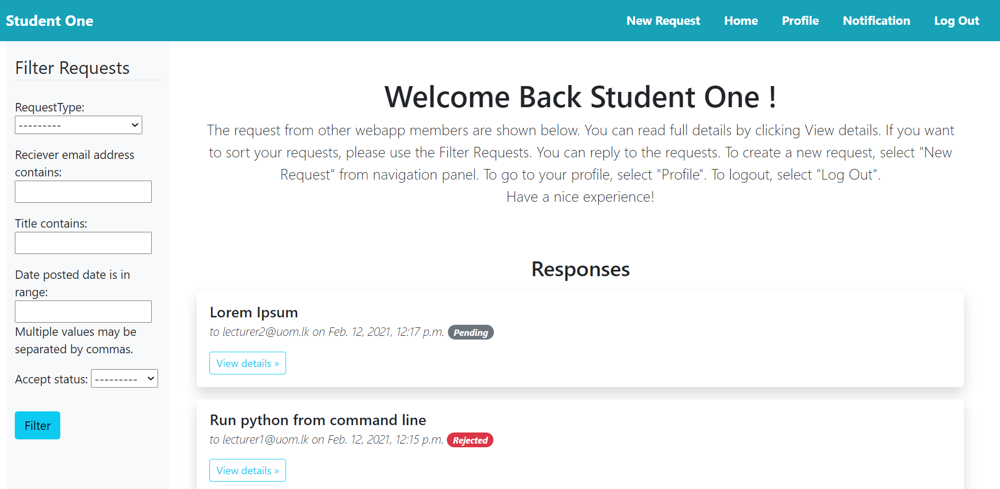 Student One
New Request Home Profile Notification Log Out
Filter Requests
RequestType:
---------
Reciever email address
contains:
Title contains:
Date posted date is in
range:
Multiple values may be
separated by commas.
Accept status: ---------
Filter
Welcome Back Student One !
The request from other webapp members are shown below. You can read full details by clicking View details. If you want
to sort your requests, please use the Filter Requests. You can reply to the requests. To create a new request, select "New
Request" from navigation panel. To go to your profile, select "Profile". To logout, select "Log Out".
Have a nice experience!
Responses
Lorem Ipsum
to lecturer2@uom.lk on Feb. 12, 2021, 12:17 p.m. Pending
View details »
Run python from command line
to lecturer1@uom.lk on Feb. 12, 2021, 12:15 p.m. Rejected
View details »